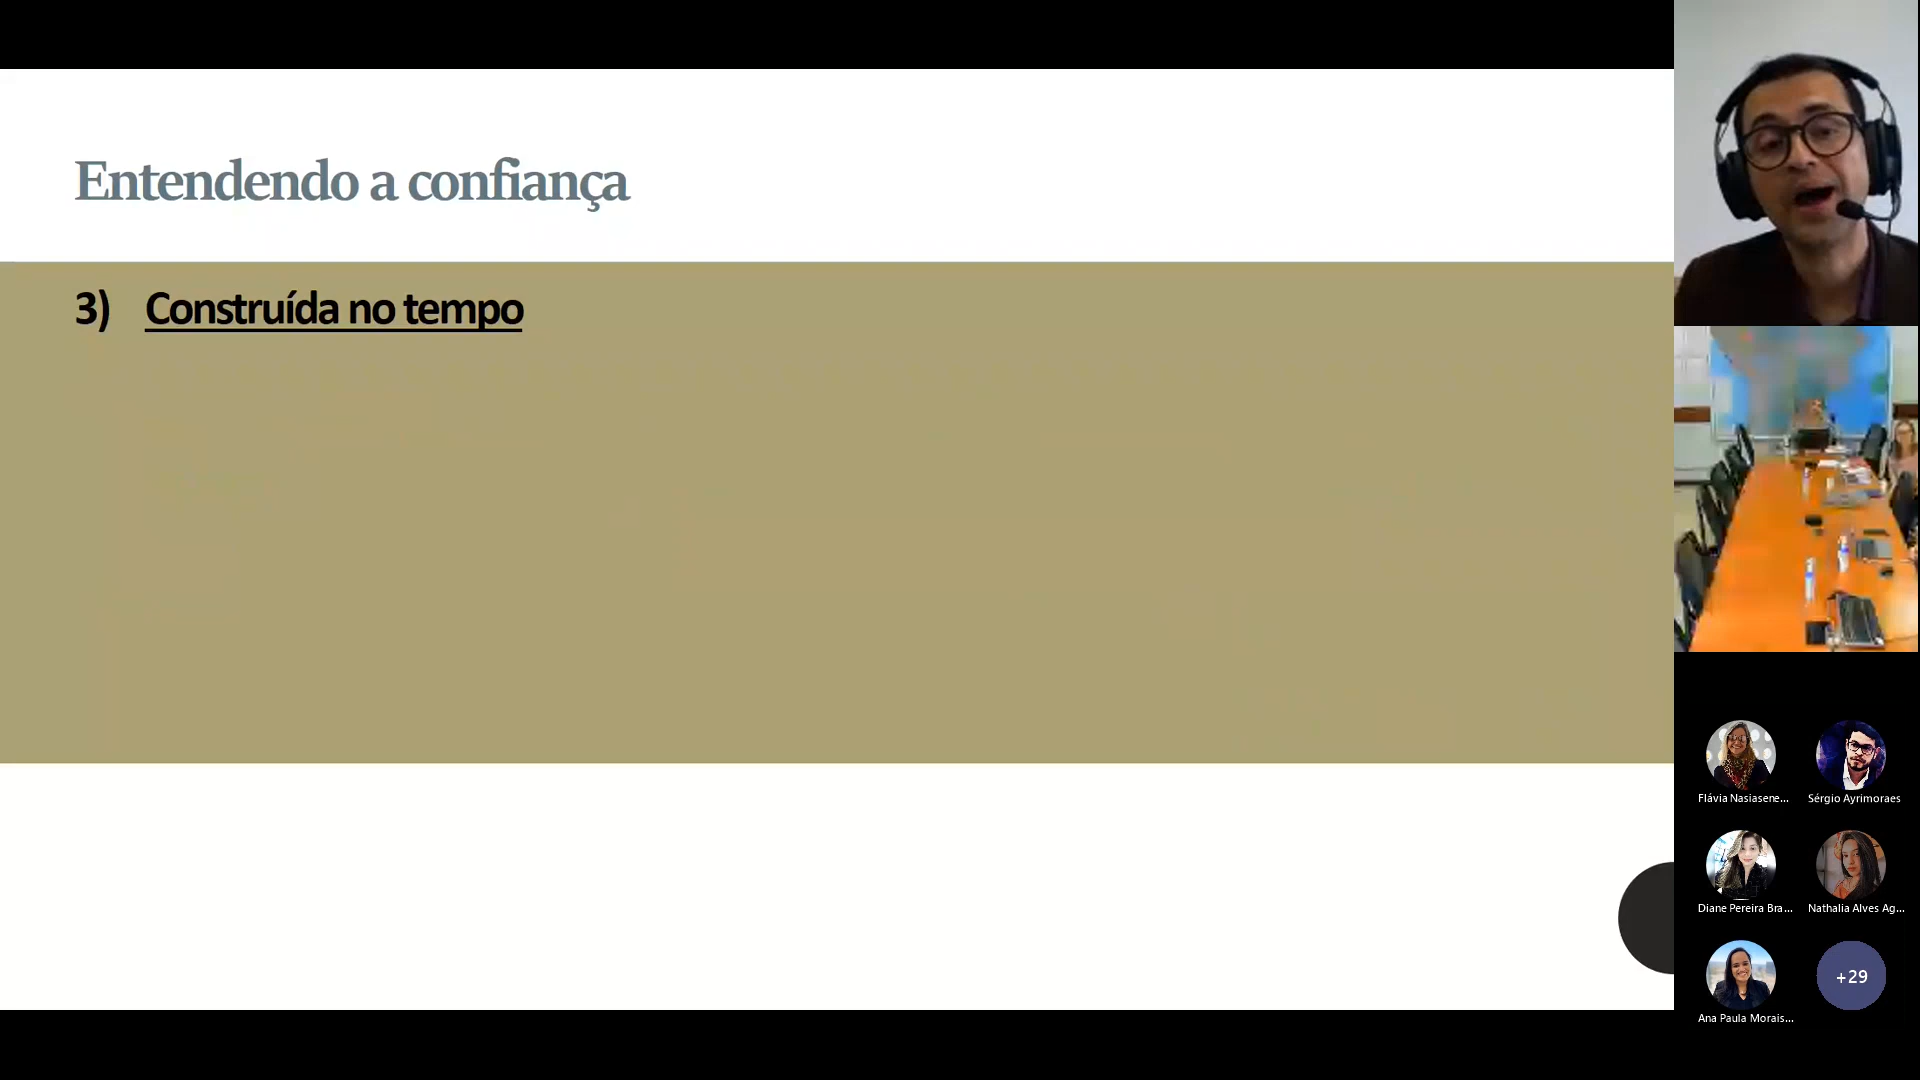 Entendendo a confiança
3) Construída no tempo
Flávia Nasiasene...
Sérgio Ayrimoraes
Diane Pereira Bra...
Nathalia Alves Ag...
Ana Paula Morais...
+29